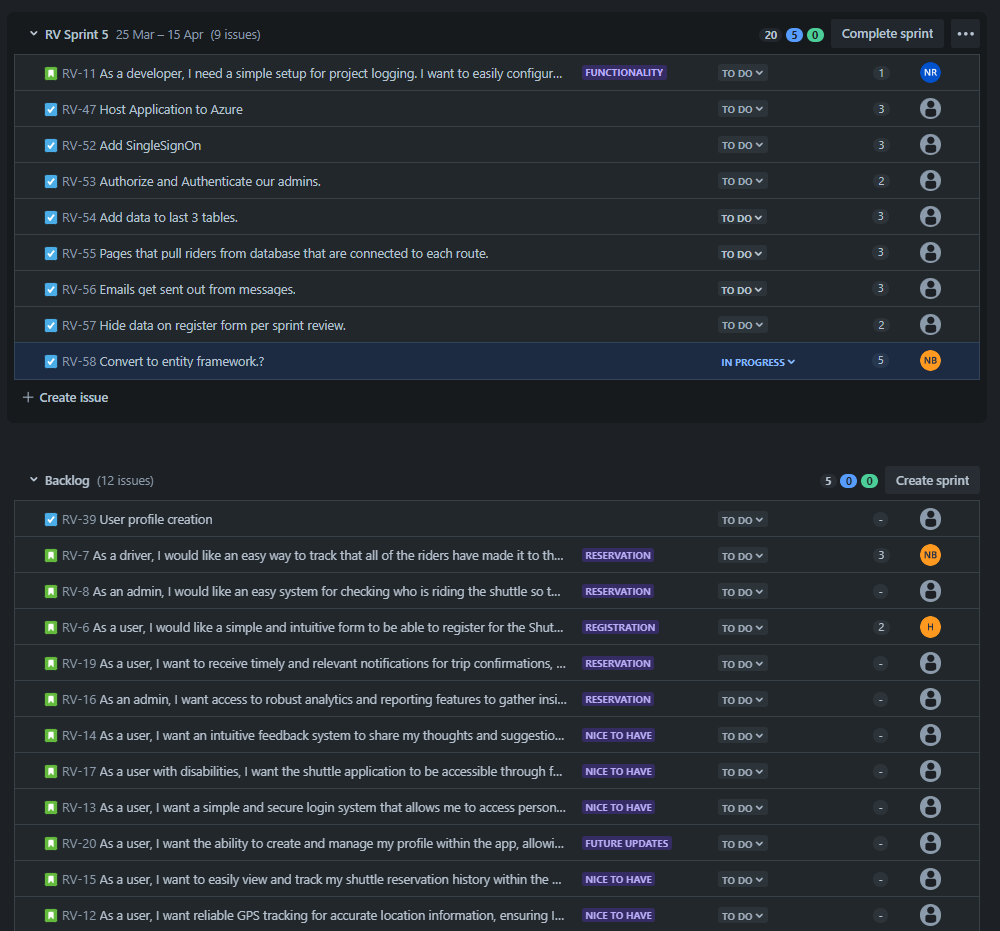 RV Sprint 5 25 Mar – 15 Apr (9 issues) 20 5 0 Complete sprint
RV-11 As a developer, I need a simple setup for project logging. I want to easily configur... FUNCTIONALITY TO DO 1 NR
RV-47 Host Application to Azure TO DO 3
RV-52 Add SingleSignOn TO DO 3
RV-53 Authorize and Authenticate our admins. TO DO 2
RV-54 Add data to last 3 tables. TO DO 3
RV-55 Pages that pull riders from database that are connected to each route. TO DO 3
RV-56 Emails get sent out from messages. TO DO 3
RV-57 Hide data on register form per sprint review. TO DO 2
RV-58 Convert to entity framework.? IN PROGRESS 5 NB
+ Create issue
Backlog (12 issues) 5 0 0 Create sprint
RV-39 User profile creation TO DO -
RV-7 As a driver, I would like an easy way to track that all of the riders have made it to th... RESERVATION TO DO 3 NB
RV-8 As an admin, I would like an easy system for checking who is riding the shuttle so t... RESERVATION TO DO -
RV-6 As a user, I would like a simple and intuitive form to be able to register for the Shut... REGISTRATION TO DO 2 H
RV-19 As a user, I want to receive timely and relevant notifications for trip confirmations, ... RESERVATION TO DO -
RV-16 As an admin, I want access to robust analytics and reporting features to gather insi... RESERVATION TO DO -
RV-14 As a user, I want an intuitive feedback system to share my thoughts and suggestio... NICE TO HAVE TO DO -
RV-17 As a user with disabilities, I want the shuttle application to be accessible through f... NICE TO HAVE TO DO -
RV-13 As a user, I want a simple and secure login system that allows me to access person... NICE TO HAVE TO DO -
RV-20 As a user, I want the ability to create and manage my profile within the app, allowi... FUTURE UPDATES TO DO -
RV-15 As a user, I want to easily view and track my shuttle reservation history within the ... NICE TO HAVE TO DO -
RV-12 As a user, I want reliable GPS tracking for accurate location information, ensuring I... NICE TO HAVE TO DO -